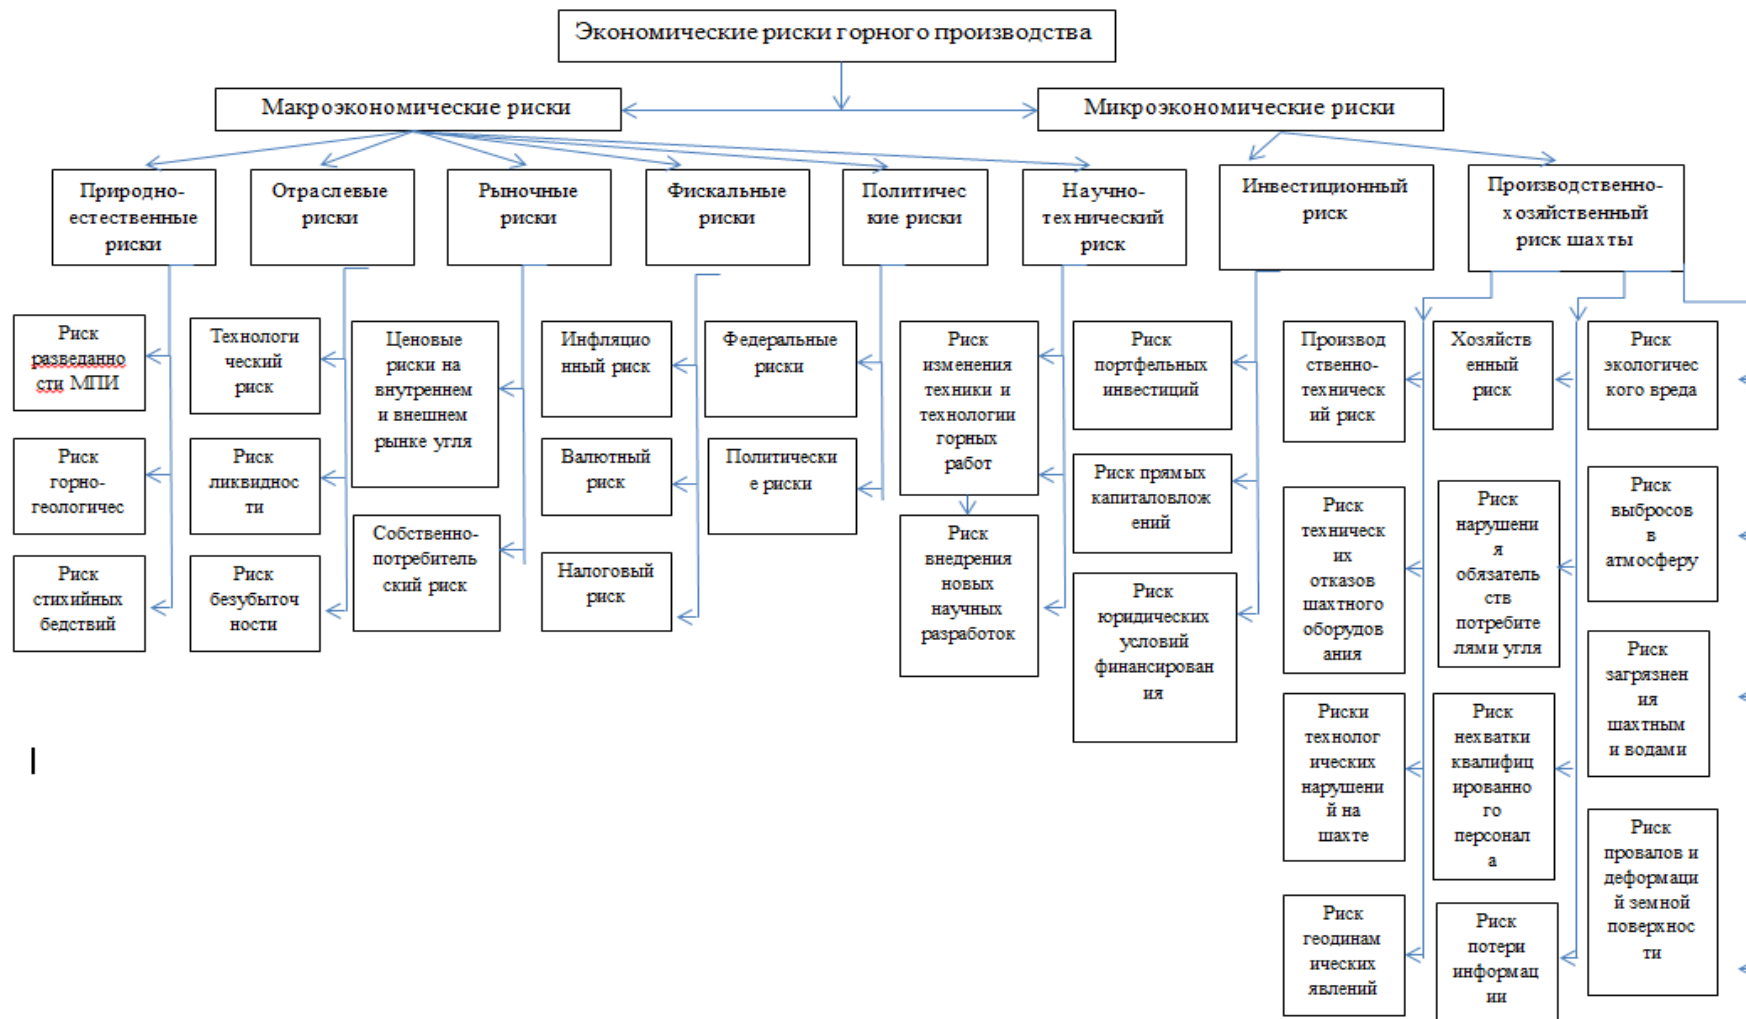 Экономические риски горного производства
Макроэкономические риски
Микроэкономические риски
Природно-
естественные
риски
Отраслевые
риски
Рыночные
риски
Фискальные
риски
Политичес
кие риски
Научно-
технический
риск
Инвестиционный
риск
Производственно-
хозяйственный
риск шахты
Риск
разведанно
сти МПИ
Риск
горно-
геологичес
Риск
стихийных
бедствий
Технологи
ческий
риск
Риск
ликвиднос
ти
Риск
безубыточ
ности
Ценовые
риски на
внутреннем
и внешнем
рынке угля
Собственно-
потребитель
ский риск
Инфляцио
нный риск
Валютный
риск
Налоговый
риск
Федеральные
риски
Политически
е риски
Риск
изменения
техники и
технологии
горных
работ
Риск
внедрения
новых
научных
разработок
Риск
портфельных
инвестиций
Риск прямых
капиталовлож
ений
Риск
юридических
условий
финансирован
ия
Производ
ственно-
техническ
ий риск
Риск
техническ
их
отказов
шахтного
оборудов
ания
Риски
технолог
ических
нарушени
й на
шахте
Риск
геодинам
ических
явлений
Хозяйств
енный
риск
Риск
нарушени
я
обязатель
ств
потребите
лями угля
Риск
нехватки
квалифиц
ированно
го
персонал
а
Риск
потери
информац
ии
Риск
экологичес
кого вреда
Риск
выбросов
в
атмосферу
Риск
загрязнен
ия
шахтным
и водами
Риск
провалов и
деформаци
й земной
поверхнос
ти